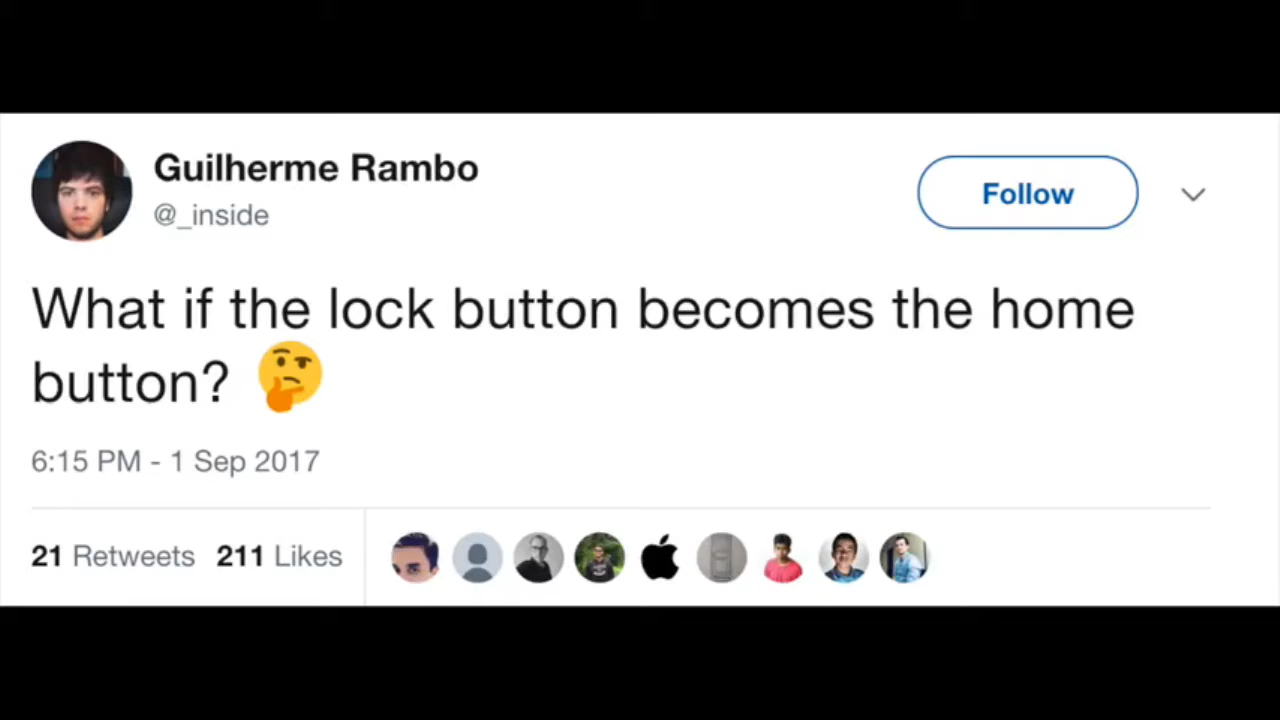 Guilherme Rambo
@_inside
Follow
What if the lock button becomes the home
button? 🤔
6:15 PM - 1 Sep 2017
21 Retweets 211 Likes